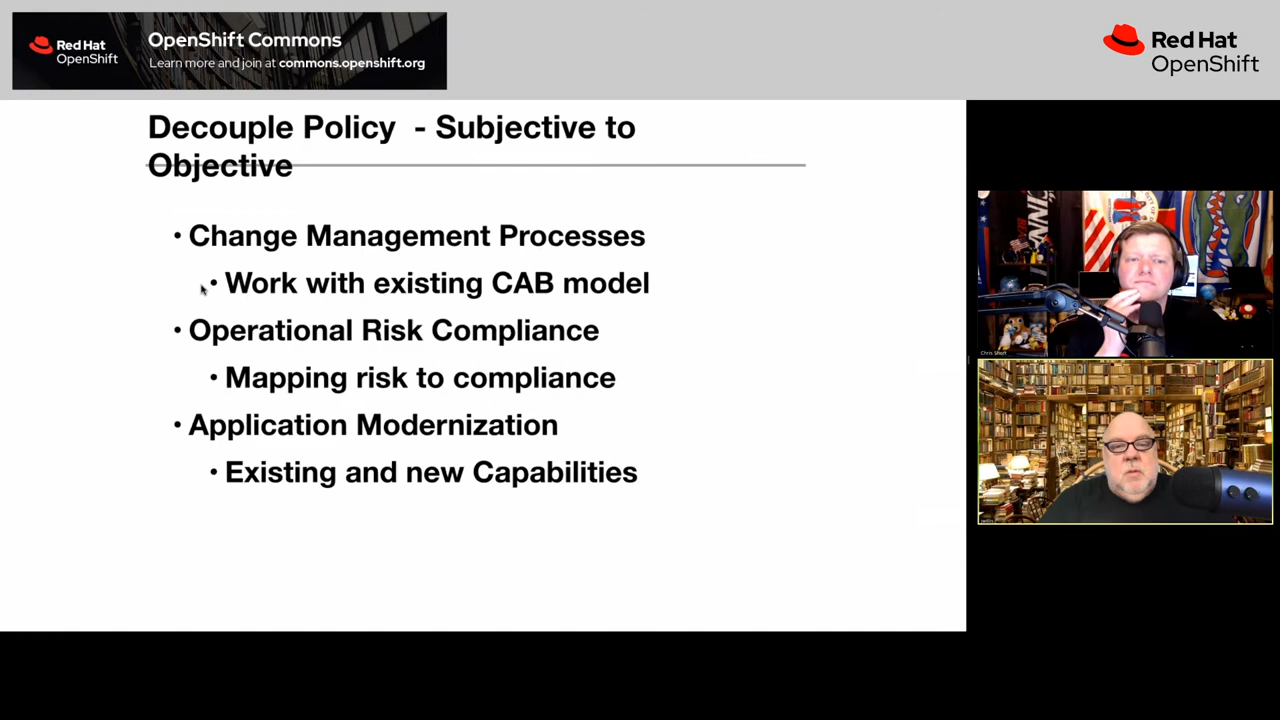 Red Hat
OpenShift
OpenShift Commons
Learn more and join at commons.openshift.org
Red Hat
OpenShift
Decouple Policy - Subjective to
Objective
• Change Management Processes
• Work with existing CAB model
• Operational Risk Compliance
• Mapping risk to compliance
• Application Modernization
• Existing and new Capabilities
Chris Short